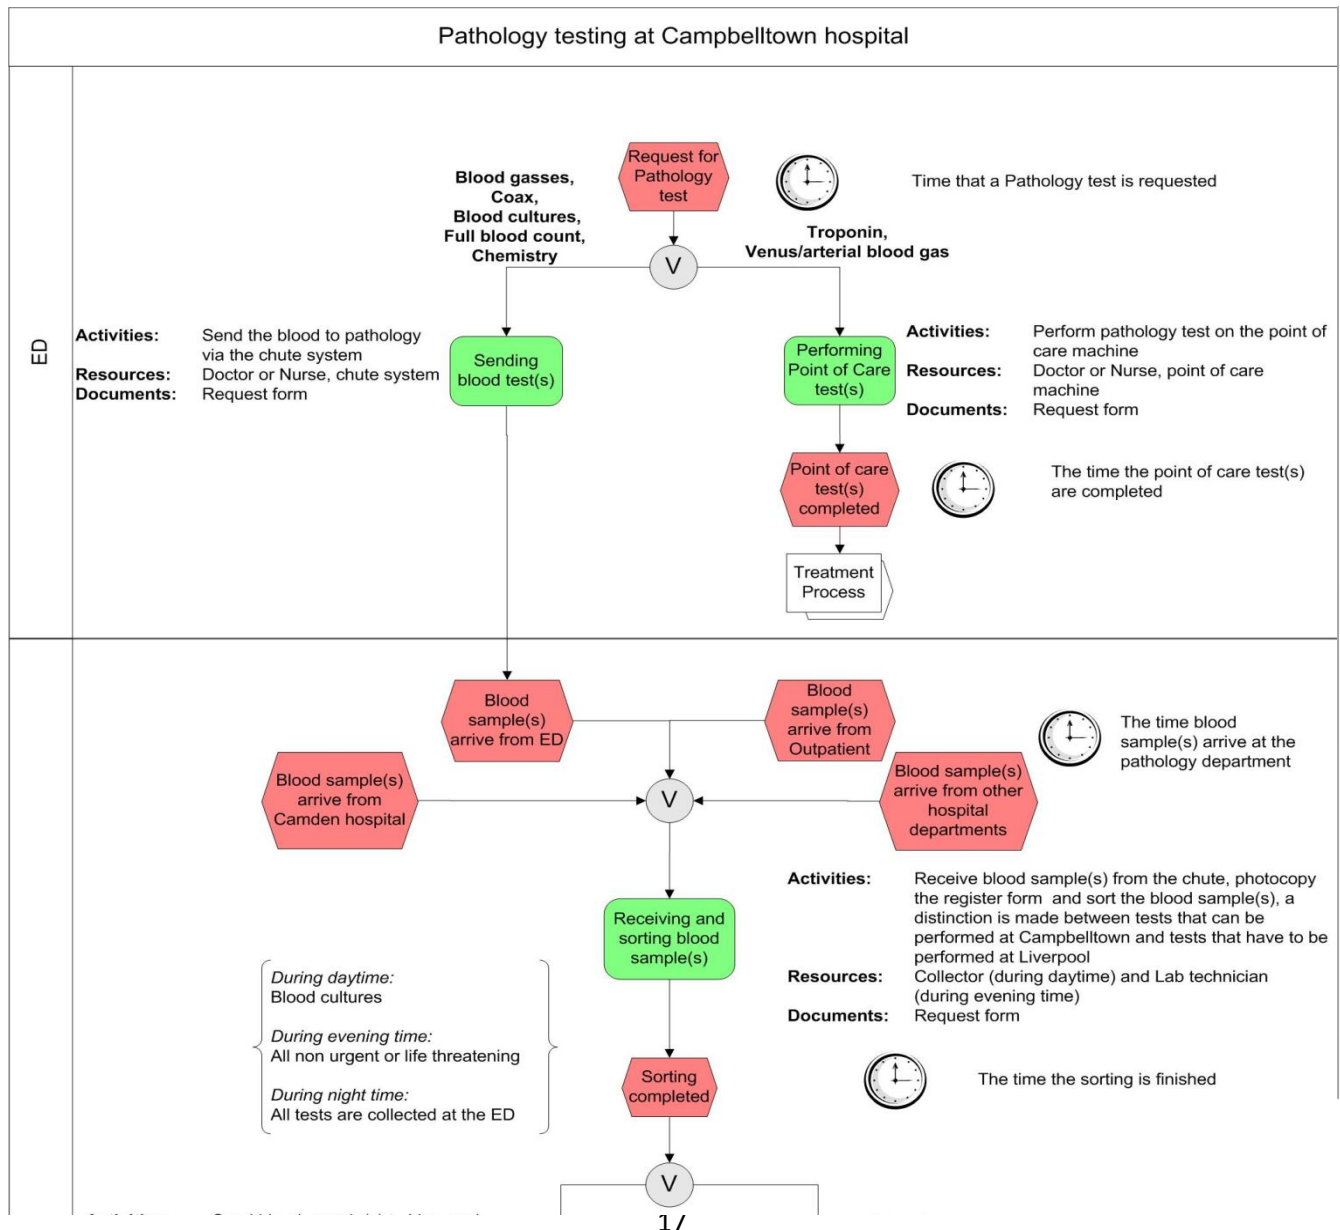 Pathology testing at Campbelltown hospital
ED
Request for
Pathology
test
Time that a Pathology test is requested
Blood gasses,
Coax,
Blood cultures,
Full blood count,
Chemistry
Troponin,
Venus/arterial blood gas
V
Activities: Send the blood to pathology
via the chute system
Resources: Doctor or Nurse, chute system
Documents: Request form
Sending
blood test(s)
Performing
Point of Care
test(s)
Activities: Perform pathology test on the point of
care machine
Resources: Doctor or Nurse, point of care
machine
Documents: Request form
Point of care
test(s)
completed
The time the point of care test(s)
are completed
Treatment
Process
Blood
sample(s)
arrive from ED
Blood
sample(s)
arrive from
Outpatient
The time blood
sample(s) arrive at the
pathology department
Blood sample(s)
arrive from
Camden hospital
V
Blood sample(s)
arrive from other
hospital
departments
Receiving and
sorting blood
sample(s)
Activities: Receive blood sample(s) from the chute, photocopy
the register form and sort the blood sample(s), a
distinction is made between tests that can be
performed at Campbelltown and tests that have to be
performed at Liverpool
Resources: Collector (during daytime) and Lab technician
(during evening time)
Documents: Request form
During daytime:
Blood cultures
During evening time:
All non urgent or life threatening
During night time:
All tests are collected at the ED
Sorting
completed
The time the sorting is finished
V